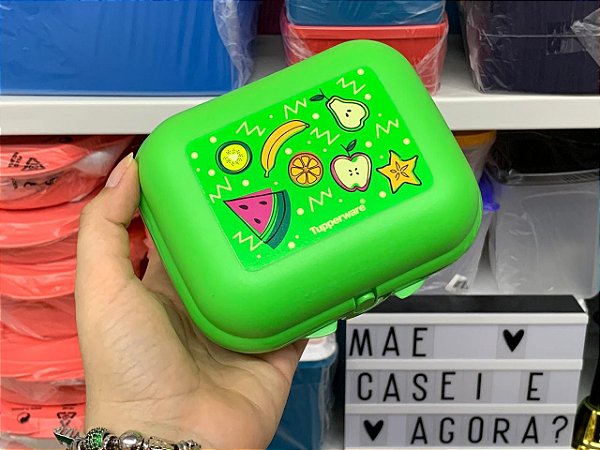 Tupperware
MAE ♥
CASEI E
♥ AGORA?